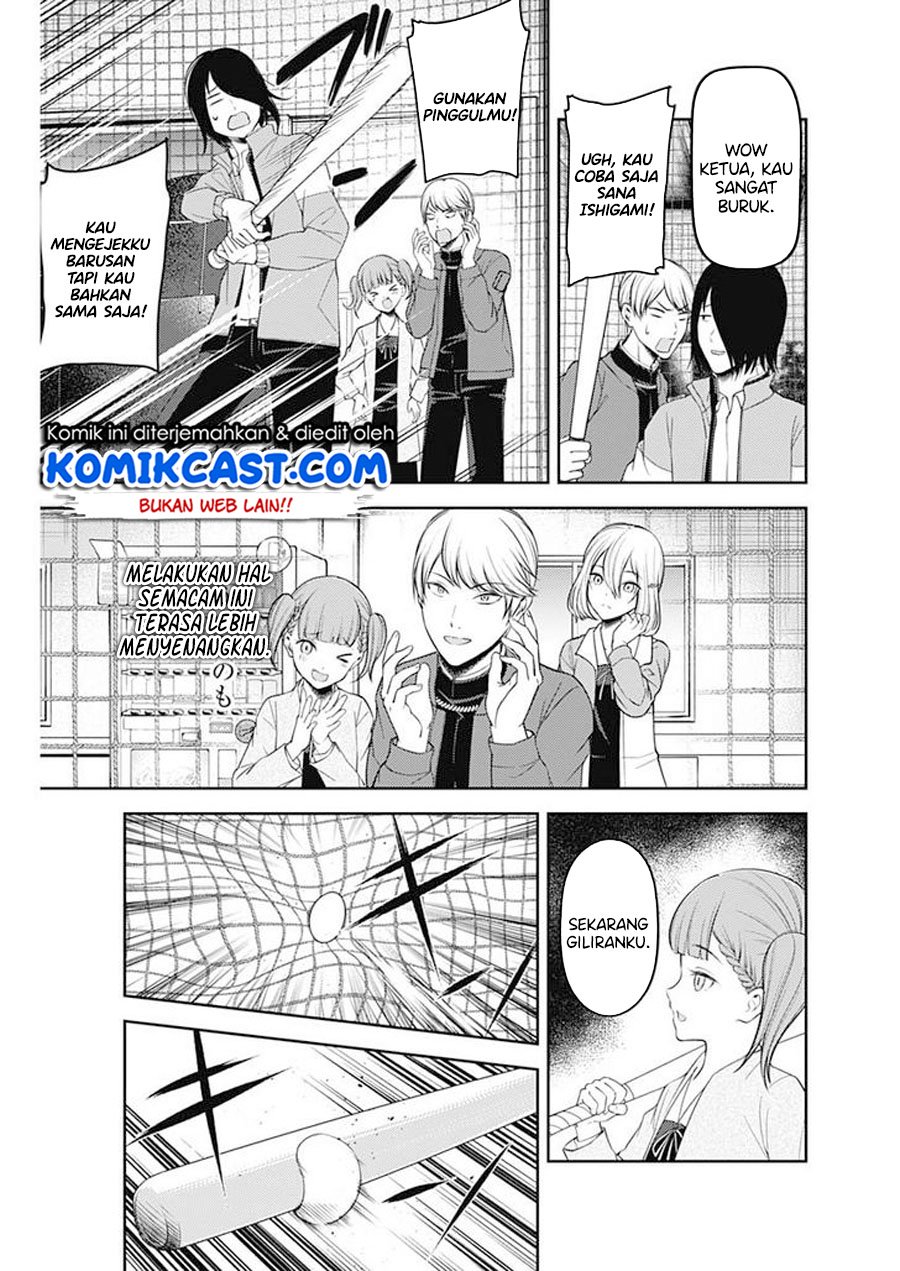 WOW
KETUA, KAU
SANGAT
BURUK.
UGH, KAU
COBA SAJA
SANA
ISHIGAMI!
GUNAKAN
PINGGULMU!
KAU
MENGEJEKKU
BARUSAN
TAPI KAU
BAHKAN
SAMA SAJA!
Komik ini diterjemahkan & diedit oleh
KOMIKCAST.COM
BUKAN WEB LAIN!!
MELAKUKAN HAL
SEMACAM INI
TERASA LEBIH
MENYENANGKAN.
のも
SEKARANG
GILIRANKU.